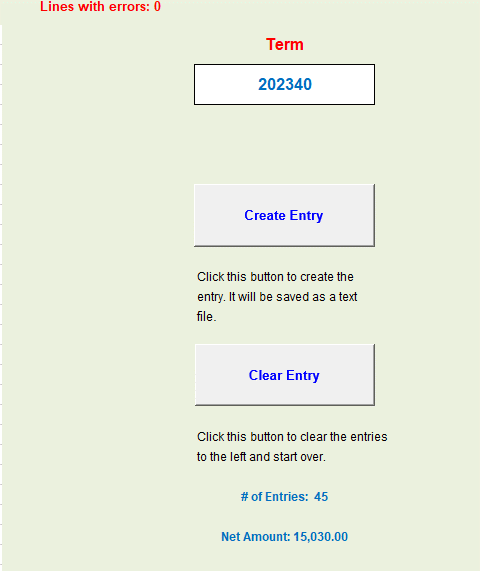 Lines with errors: 0
Term
202340
Create Entry
Click this button to create the
entry. It will be saved as a text
file.
Clear Entry
Click this button to clear the entries
to the left and start over.
# of Entries: 45
Net Amount: 15,030.00